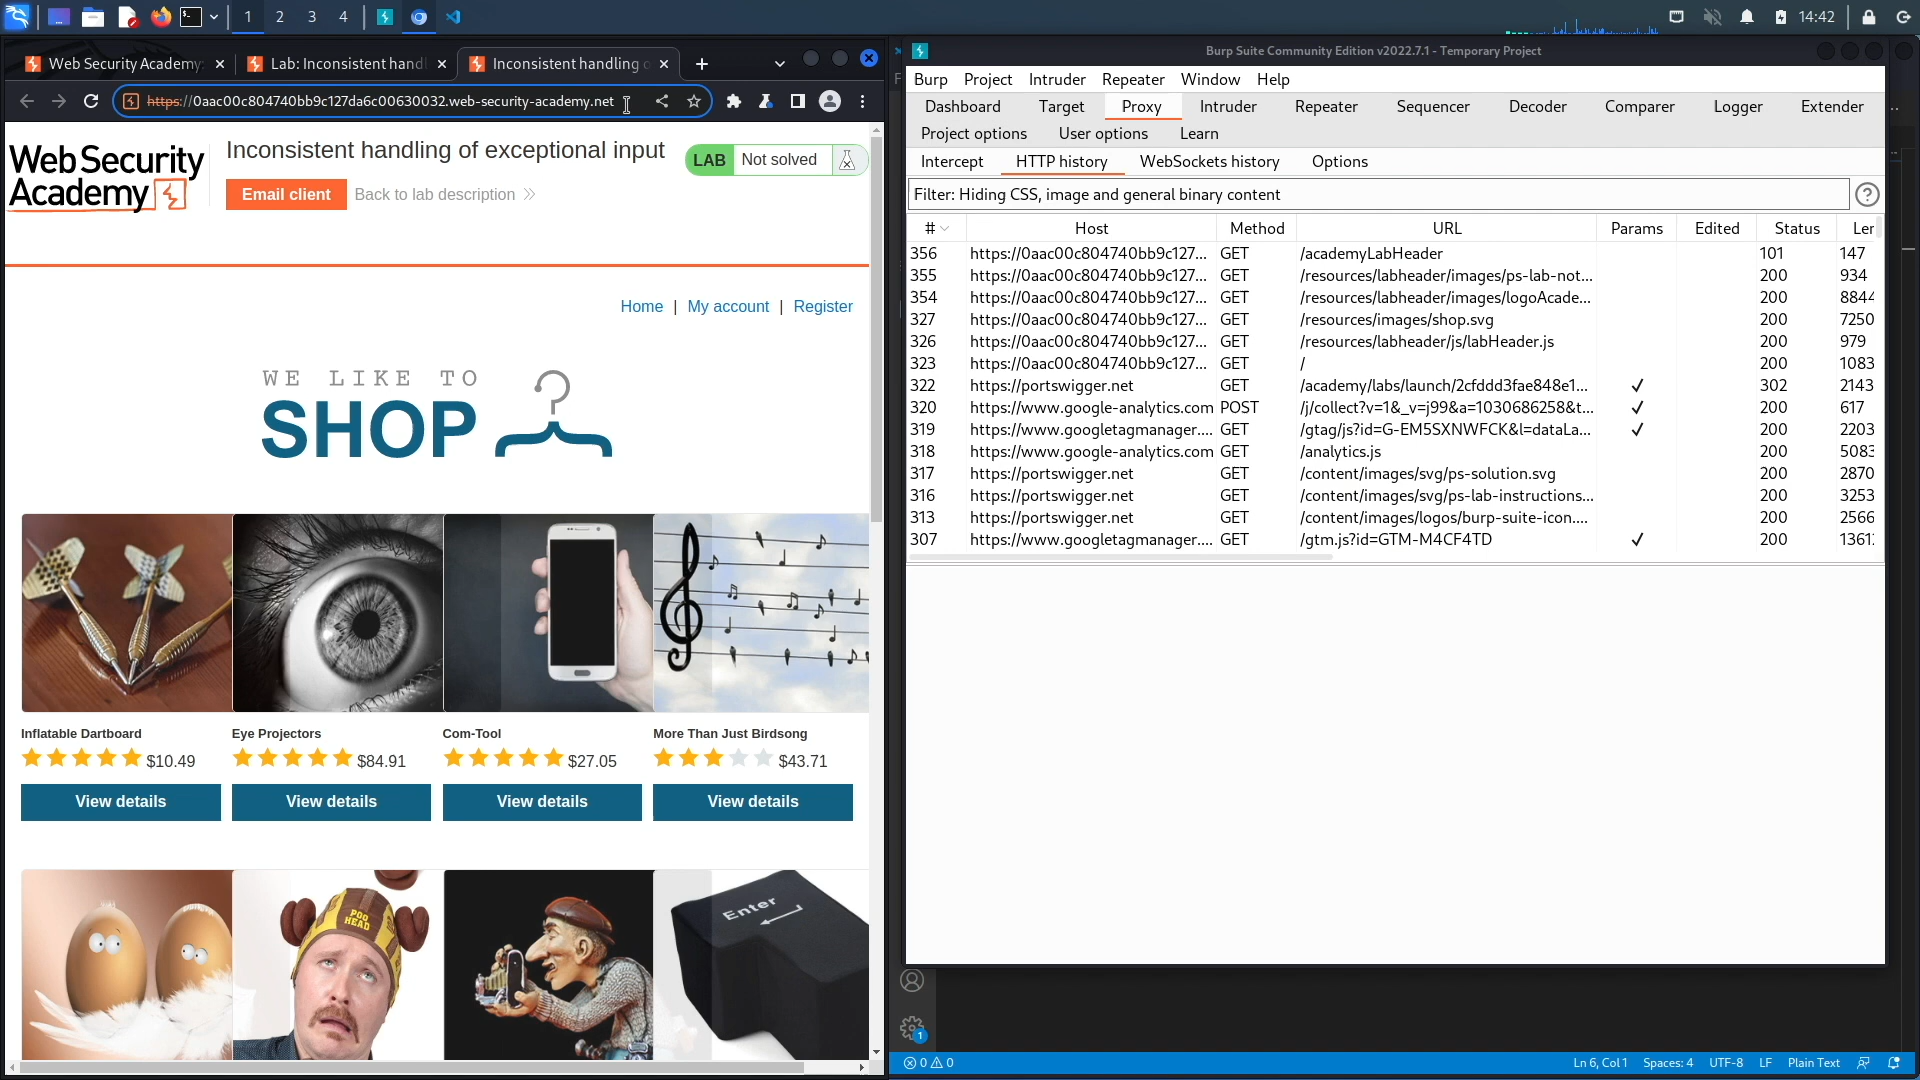 1 2 3 4 14:42
Web Security Academy:
Lab: Inconsistent handl
Inconsistent handling o
https://0aac00c804740bb9c127da6c00630032.web-security-academy.net
Web Security
Academy
Inconsistent handling of exceptional input
LAB Not solved
Email client Back to lab description
Home | My account | Register
WE LIKE TO
SHOP
Inflatable Dartboard
$10.49
View details
Eye Projectors
$84.91
View details
Com-Tool
$27.05
View details
More Than Just Birdsong
$43.71
View details
POO
HEAD
Enter
Burp Suite Community Edition v2022.7.1 - Temporary Project
Burp Project Intruder Repeater Window Help
Dashboard Target Proxy Intruder Repeater Sequencer Decoder Comparer Logger Extender
Project options User options Learn
Intercept HTTP history WebSockets history Options
Filter: Hiding CSS, image and general binary content ?
# Host Method URL Params Edited Status Ler
356 https://0aac00c804740bb9c127... GET /academyLabHeader 101 147
355 https://0aac00c804740bb9c127... GET /resources/labheader/images/ps-lab-not... 200 934
354 https://0aac00c804740bb9c127... GET /resources/labheader/images/logoAcade... 200 8844
327 https://0aac00c804740bb9c127... GET /resources/images/shop.svg 200 7250
326 https://0aac00c804740bb9c127... GET /resources/labheader/js/labHeader.js 200 979
323 https://0aac00c804740bb9c127... GET / 200 1083
322 https://portswigger.net GET /academy/labs/launch/2cfddd3fae848e1... ✓ 302 2143
320 https://www.google-analytics.com POST /j/collect?v=1&_v=j99&a=1030686258&t... ✓ 200 617
319 https://www.googletagmanager.... GET /gtag/js?id=G-EM5SXNWFCK&l=dataLa... ✓ 200 2203
318 https://www.google-analytics.com GET /analytics.js 200 5083
317 https://portswigger.net GET /content/images/svg/ps-solution.svg 200 2870
316 https://portswigger.net GET /content/images/svg/ps-lab-instructions... 200 3253
313 https://portswigger.net GET /content/images/logos/burp-suite-icon.... 200 2566
307 https://www.googletagmanager.... GET /gtm.js?id=GTM-M4CF4TD ✓ 200 1361
1
0 0 Ln 6, Col 1 Spaces: 4 UTF-8 LF Plain Text